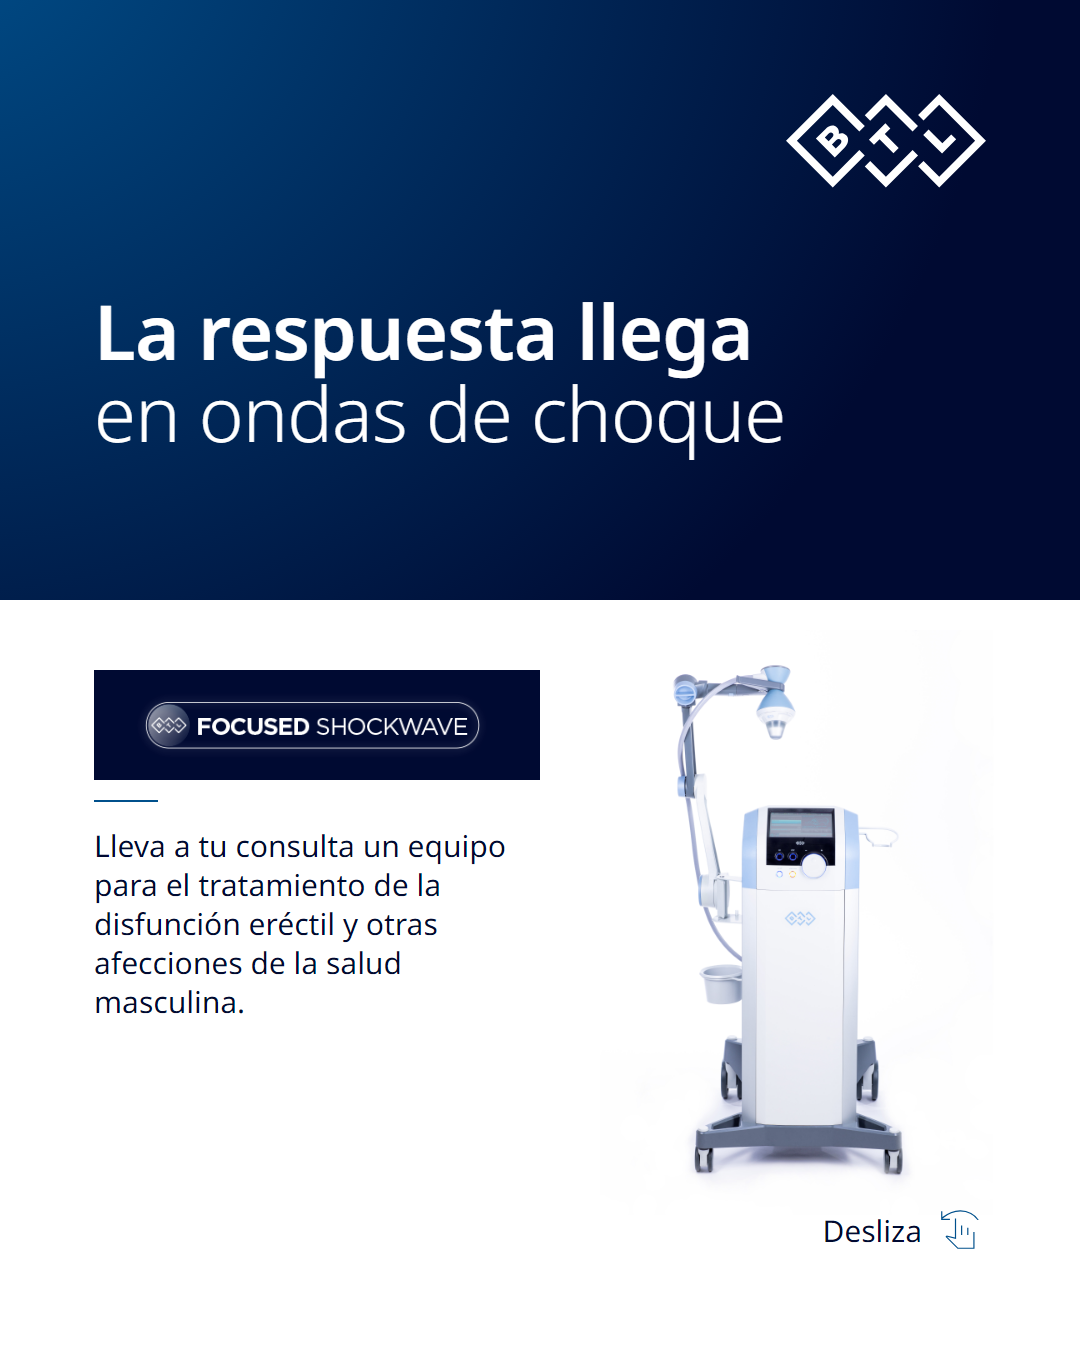 BTL
La respuesta llega
en ondas de choque
BTL FOCUSED SHOCKWAVE
Lleva a tu consulta un equipo
para el tratamiento de la
disfunción eréctil y otras
afecciones de la salud
masculina.
Desliza